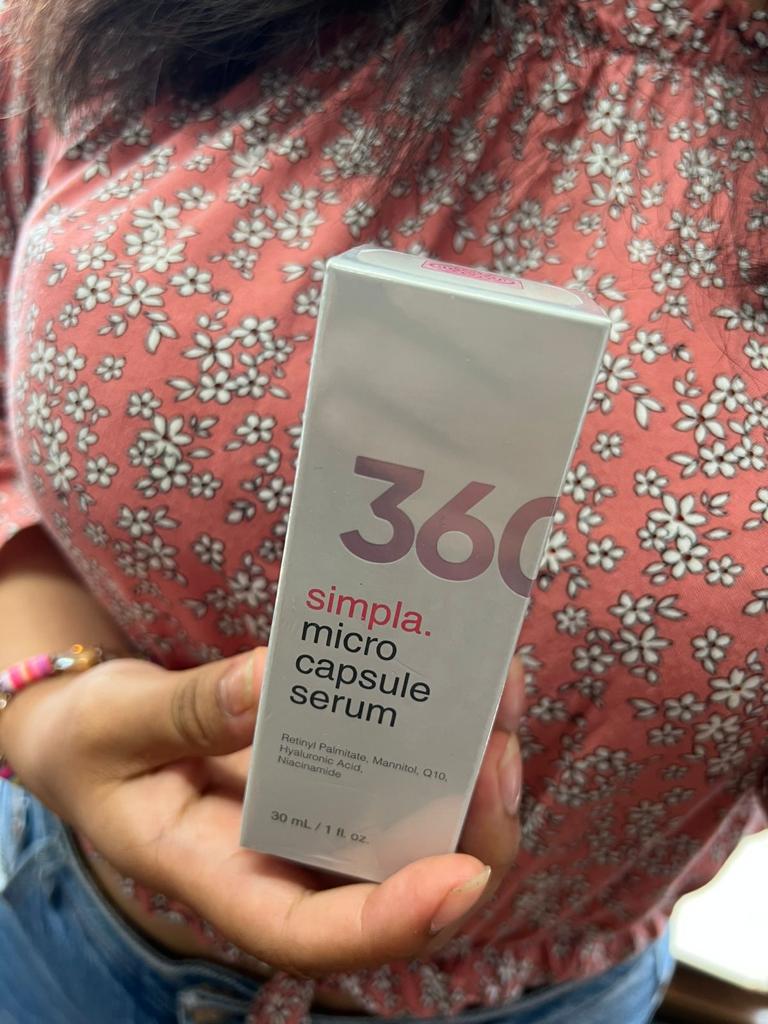 360
simpla.
micro
capsule
serum
Retinyl Palmitate, Mannitol, Q10,
Hyaluronic Acid,
Niacinamide
30 mL / 1 fl. oz.